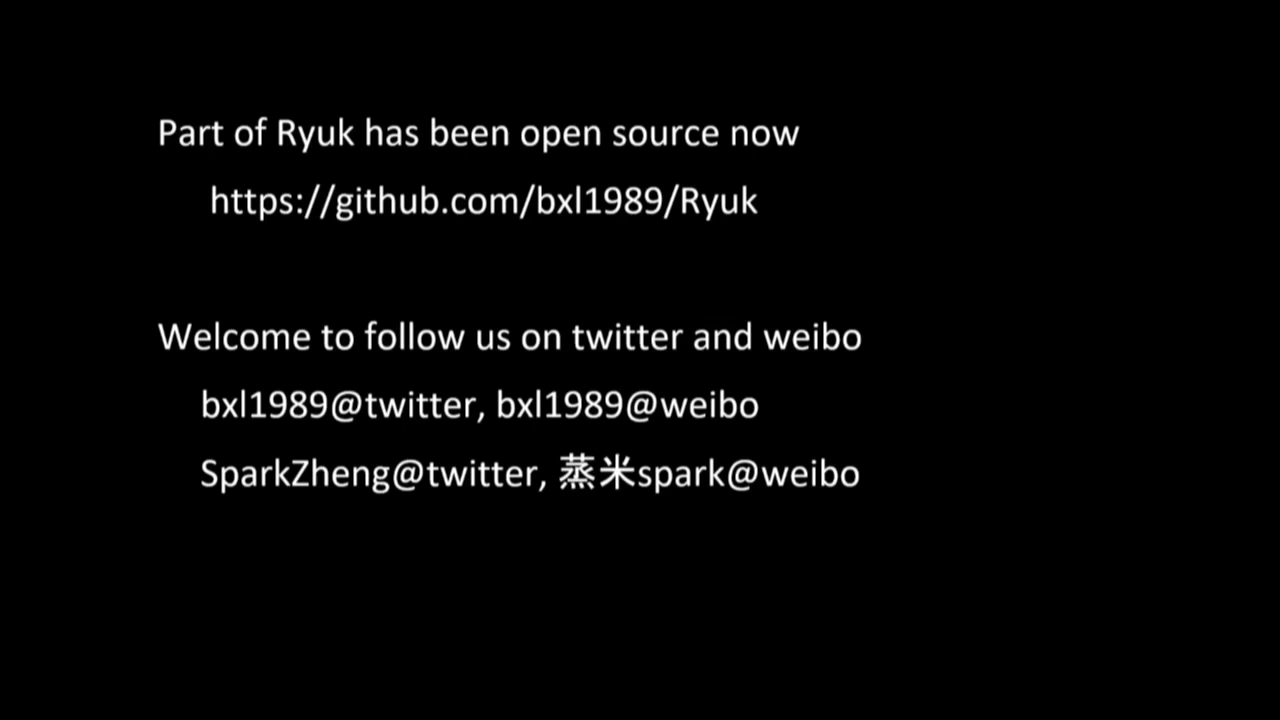 Part of Ryuk has been open source now
https://github.com/bxl1989/Ryuk
Welcome to follow us on twitter and weibo
bxl1989@twitter, bxl1989@weibo
SparkZheng@twitter, 蒸米spark@weibo